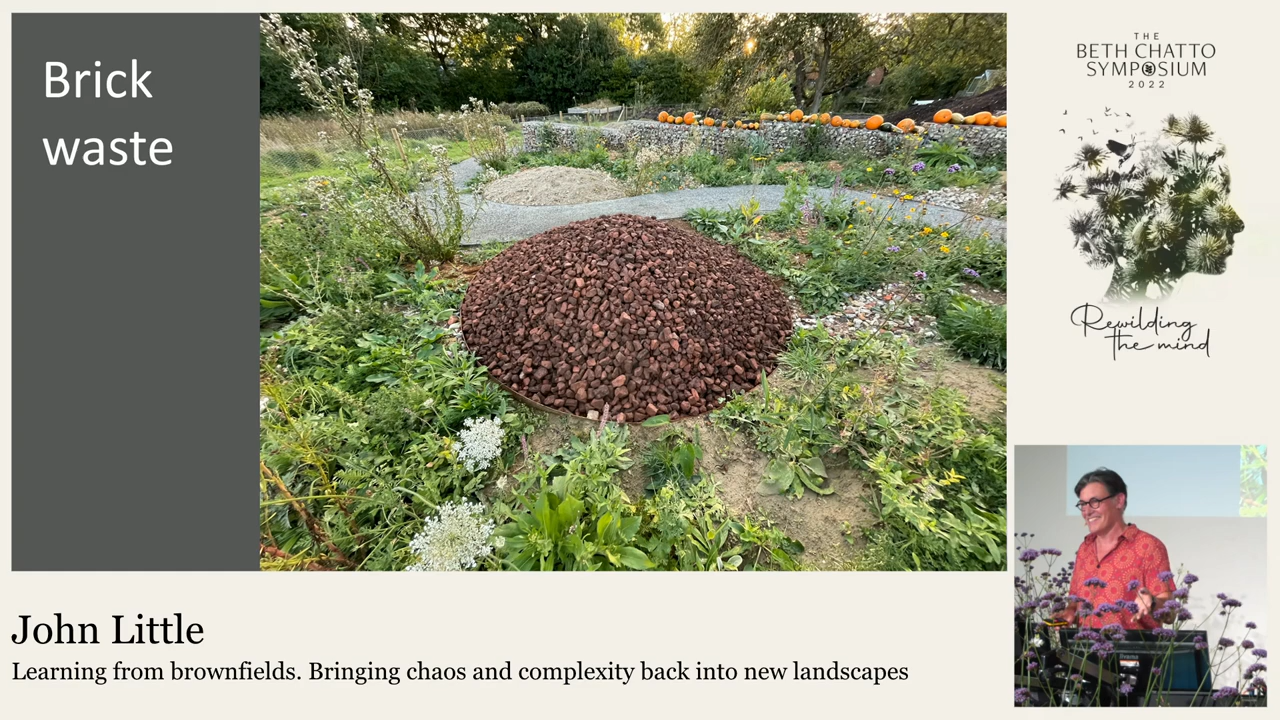 Brick
waste
THE
BETH CHATTO
SYMPOSIUM
2022
Rewilding
the mind
John Little
Learning from brownfields. Bringing chaos and complexity back into new landscapes